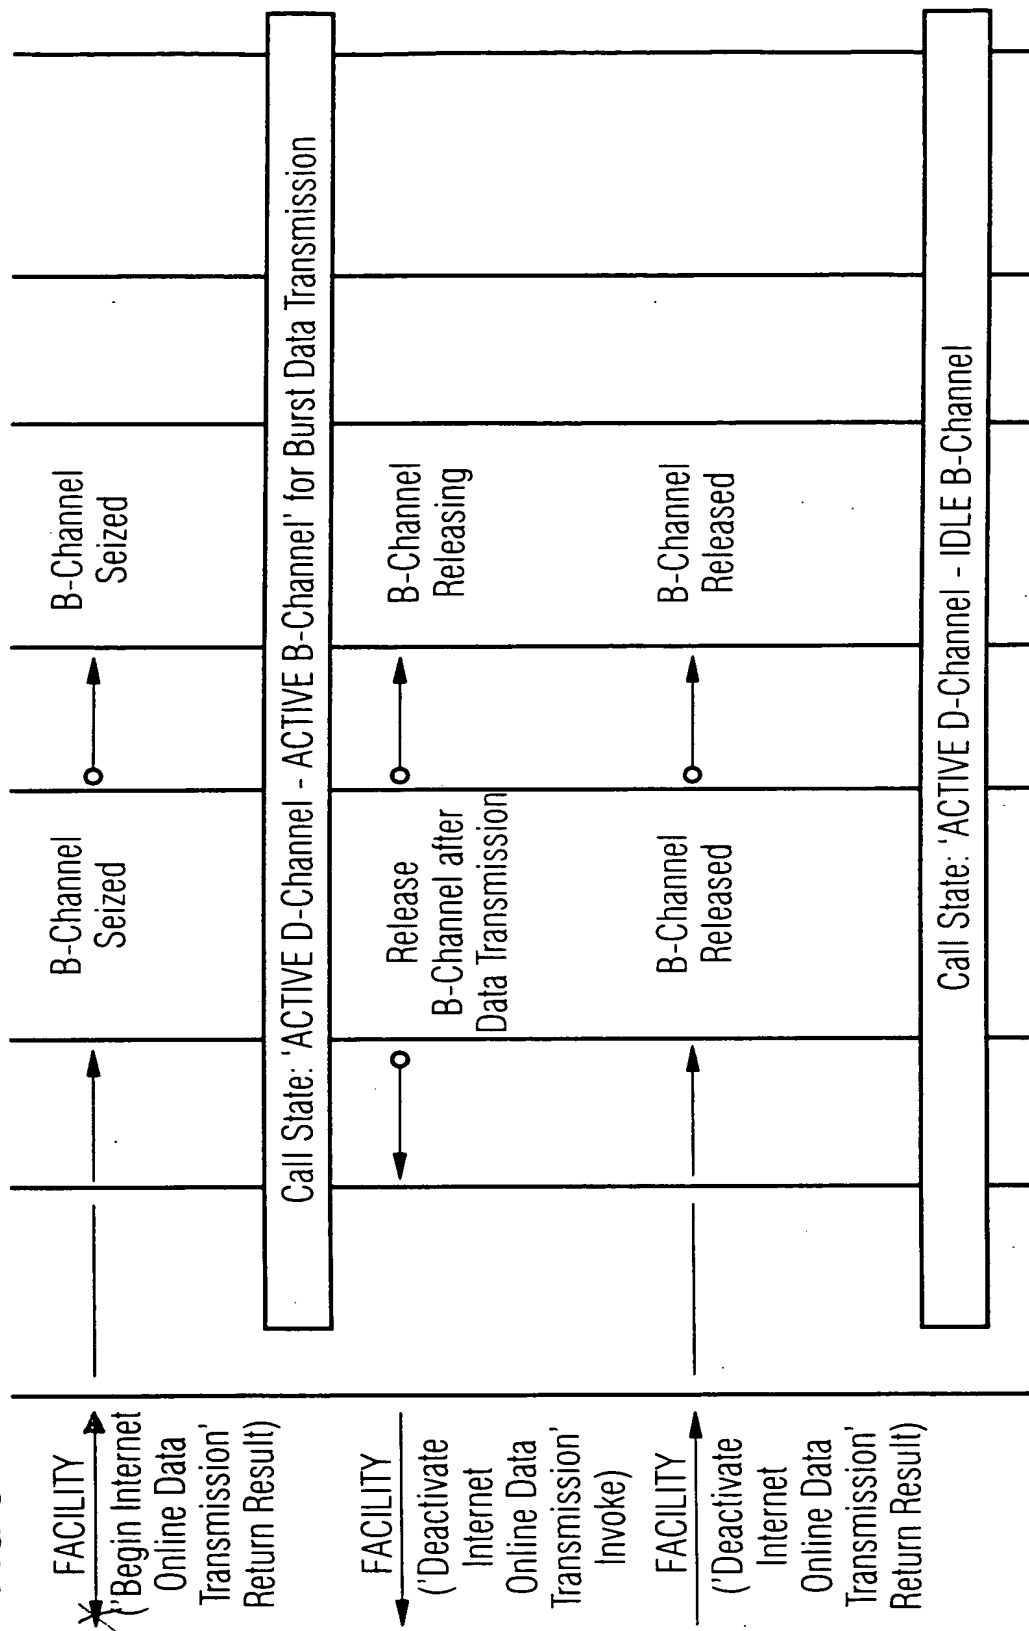 FACILITY
('Begin Internet
Online Data
Transmission'
Return Result)
B-Channel
Seized
B-Channel
Seized
Call State: 'ACTIVE D-Channel - ACTIVE B-Channel' for Burst Data Transmission
FACILITY
('Deactivate
Internet
Online Data
Transmission'
Invoke)
Release
B-Channel after
Data Transmission
B-Channel
Releasing
FACILITY
('Deactivate
Internet
Online Data
Transmission'
Return Result)
B-Channel
Released
B-Channel
Released
Call State: 'ACTIVE D-Channel - IDLE B-Channel